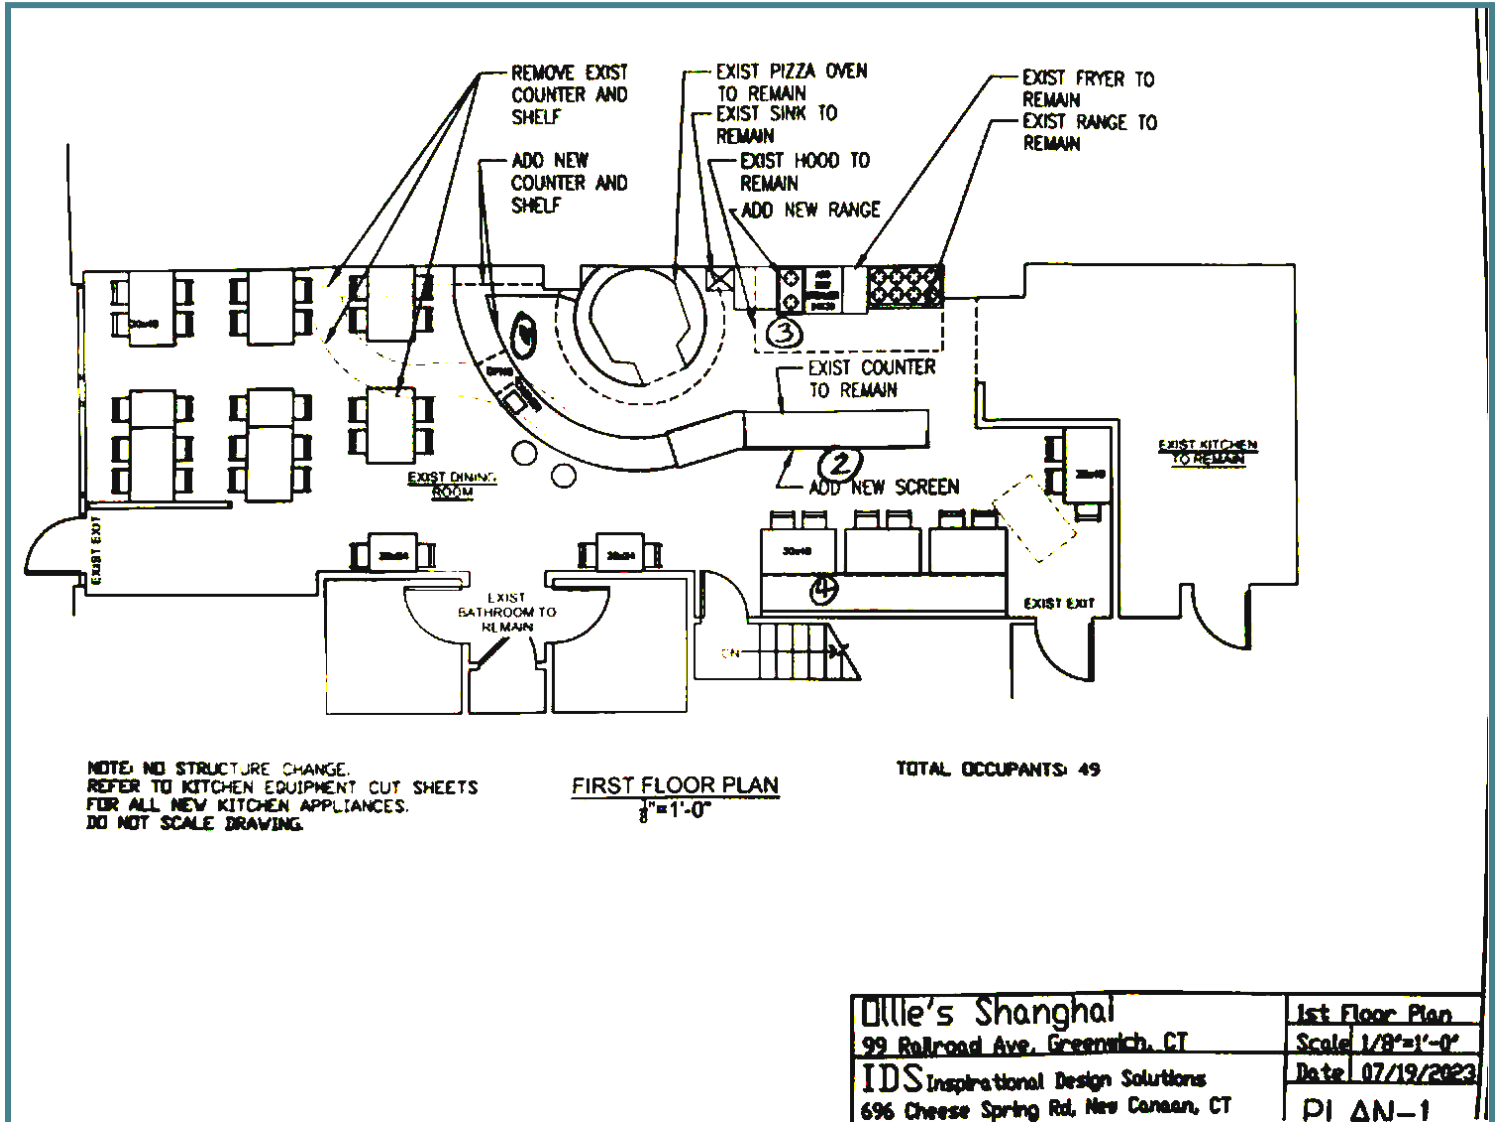 REMOVE EXIST
COUNTER AND
SHELF
ADD NEW
COUNTER AND
SHELF
EXIST PIZZA OVEN
TO REMAIN
EXIST SINK TO
REMAIN
EXIST HOOD TO
REMAIN
ADD NEW RANGE
EXIST FRYER TO
REMAIN
EXIST RANGE TO
REMAIN
30x48
3
EXIST COUNTER
TO REMAIN
2
ADD NEW SCREEN
EXIST DINING
ROOM
EXIST KITCHEN
TO REMAIN
EXIST EXIT
30x48
4
EXIST EXIT
EXIST
BATHROOM TO
REMAIN
DN
NOTE: NO STRUCTURE CHANGE.
REFER TO KITCHEN EQUIPMENT CUT SHEETS
FOR ALL NEW KITCHEN APPLIANCES.
DO NOT SCALE DRAWING.
FIRST FLOOR PLAN
"=1'-0"
TOTAL OCCUPANTS: 49
Ollie's Shanghai
99 Railroad Ave, Greenwich, CT
IDS Inspirational Design Solutions
696 Cheese Spring Rd, New Canaan, CT
1st Floor Plan
Scale 1/8"=1'-0"
Date 07/19/2023
PLAN-1